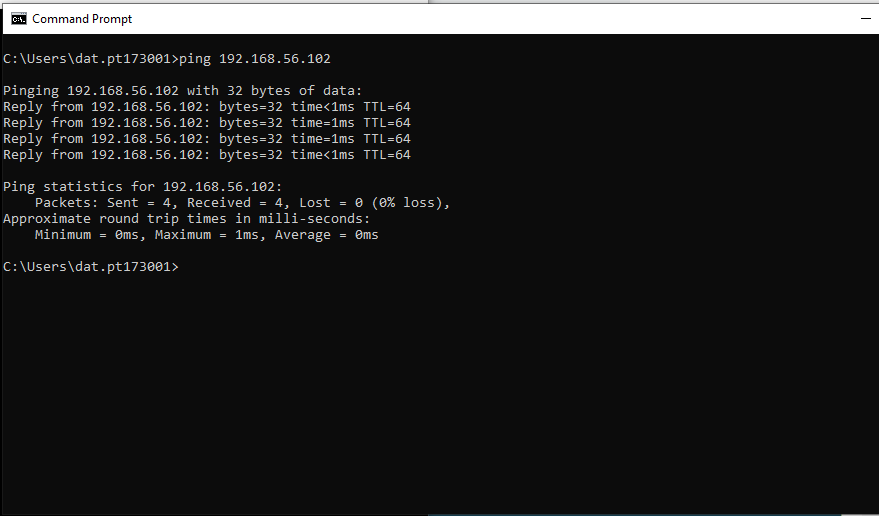 Command Prompt
C:\Users\dat.pt173001>ping 192.168.56.102
Pinging 192.168.56.102 with 32 bytes of data:
Reply from 192.168.56.102: bytes=32 time<1ms TTL=64
Reply from 192.168.56.102: bytes=32 time=1ms TTL=64
Reply from 192.168.56.102: bytes=32 time=1ms TTL=64
Reply from 192.168.56.102: bytes=32 time<1ms TTL=64
Ping statistics for 192.168.56.102:
    Packets: Sent = 4, Received = 4, Lost = 0 (0% loss),
Approximate round trip times in milli-seconds:
    Minimum = 0ms, Maximum = 1ms, Average = 0ms
C:\Users\dat.pt173001>